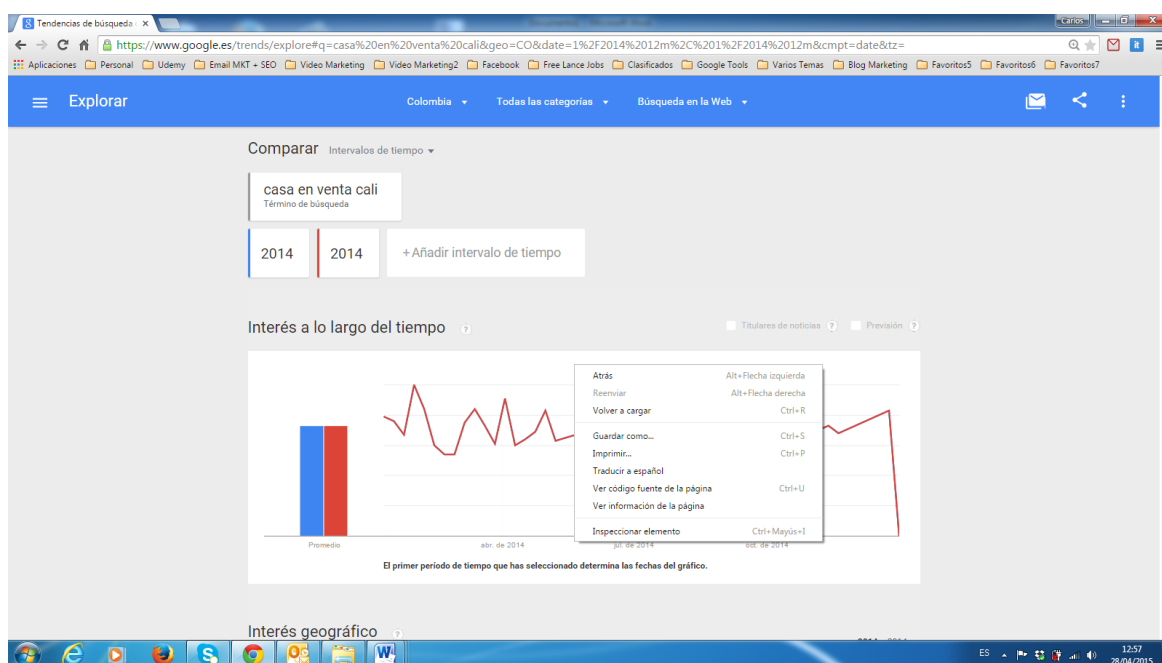 Tendencias de búsqueda
Carlos
https://www.google.es/trends/explore#q=casa%20en%20venta%20cali&geo=CO&date=1%2F2014%2012m%2C%201%2F2014%2012m&cmpt=date&tz=
Aplicaciones Personal Udemy Email MKT + SEO Video Marketing Video Marketing2 Facebook Free Lance Jobs Clasificados Google Tools Varios Temas Blog Marketing Favoritos5 Favoritos6 Favoritos7
Explorar Colombia Todas las categorías Búsqueda en la Web
Comparar Intervalos de tiempo
casa en venta cali
Término de búsqueda
2014 2014 +Añadir intervalo de tiempo
Interés a lo largo del tiempo ? Titulares de noticias ? Previsión ?
Atrás Alt+Flecha izquierda
Reenviar Alt+Flecha derecha
Volver a cargar Ctrl+R
Guardar como... Ctrl+S
Imprimir... Ctrl+P
Traducir a español
Ver código fuente de la página Ctrl+U
Ver información de la página
Inspeccionar elemento Ctrl+Mayús+I
Promedio abr. de 2014 jul. de 2014 oct. de 2014
El primer período de tiempo que has seleccionado determina las fechas del gráfico.
Interés geográfico ?
ES 12:57
28/04/2015